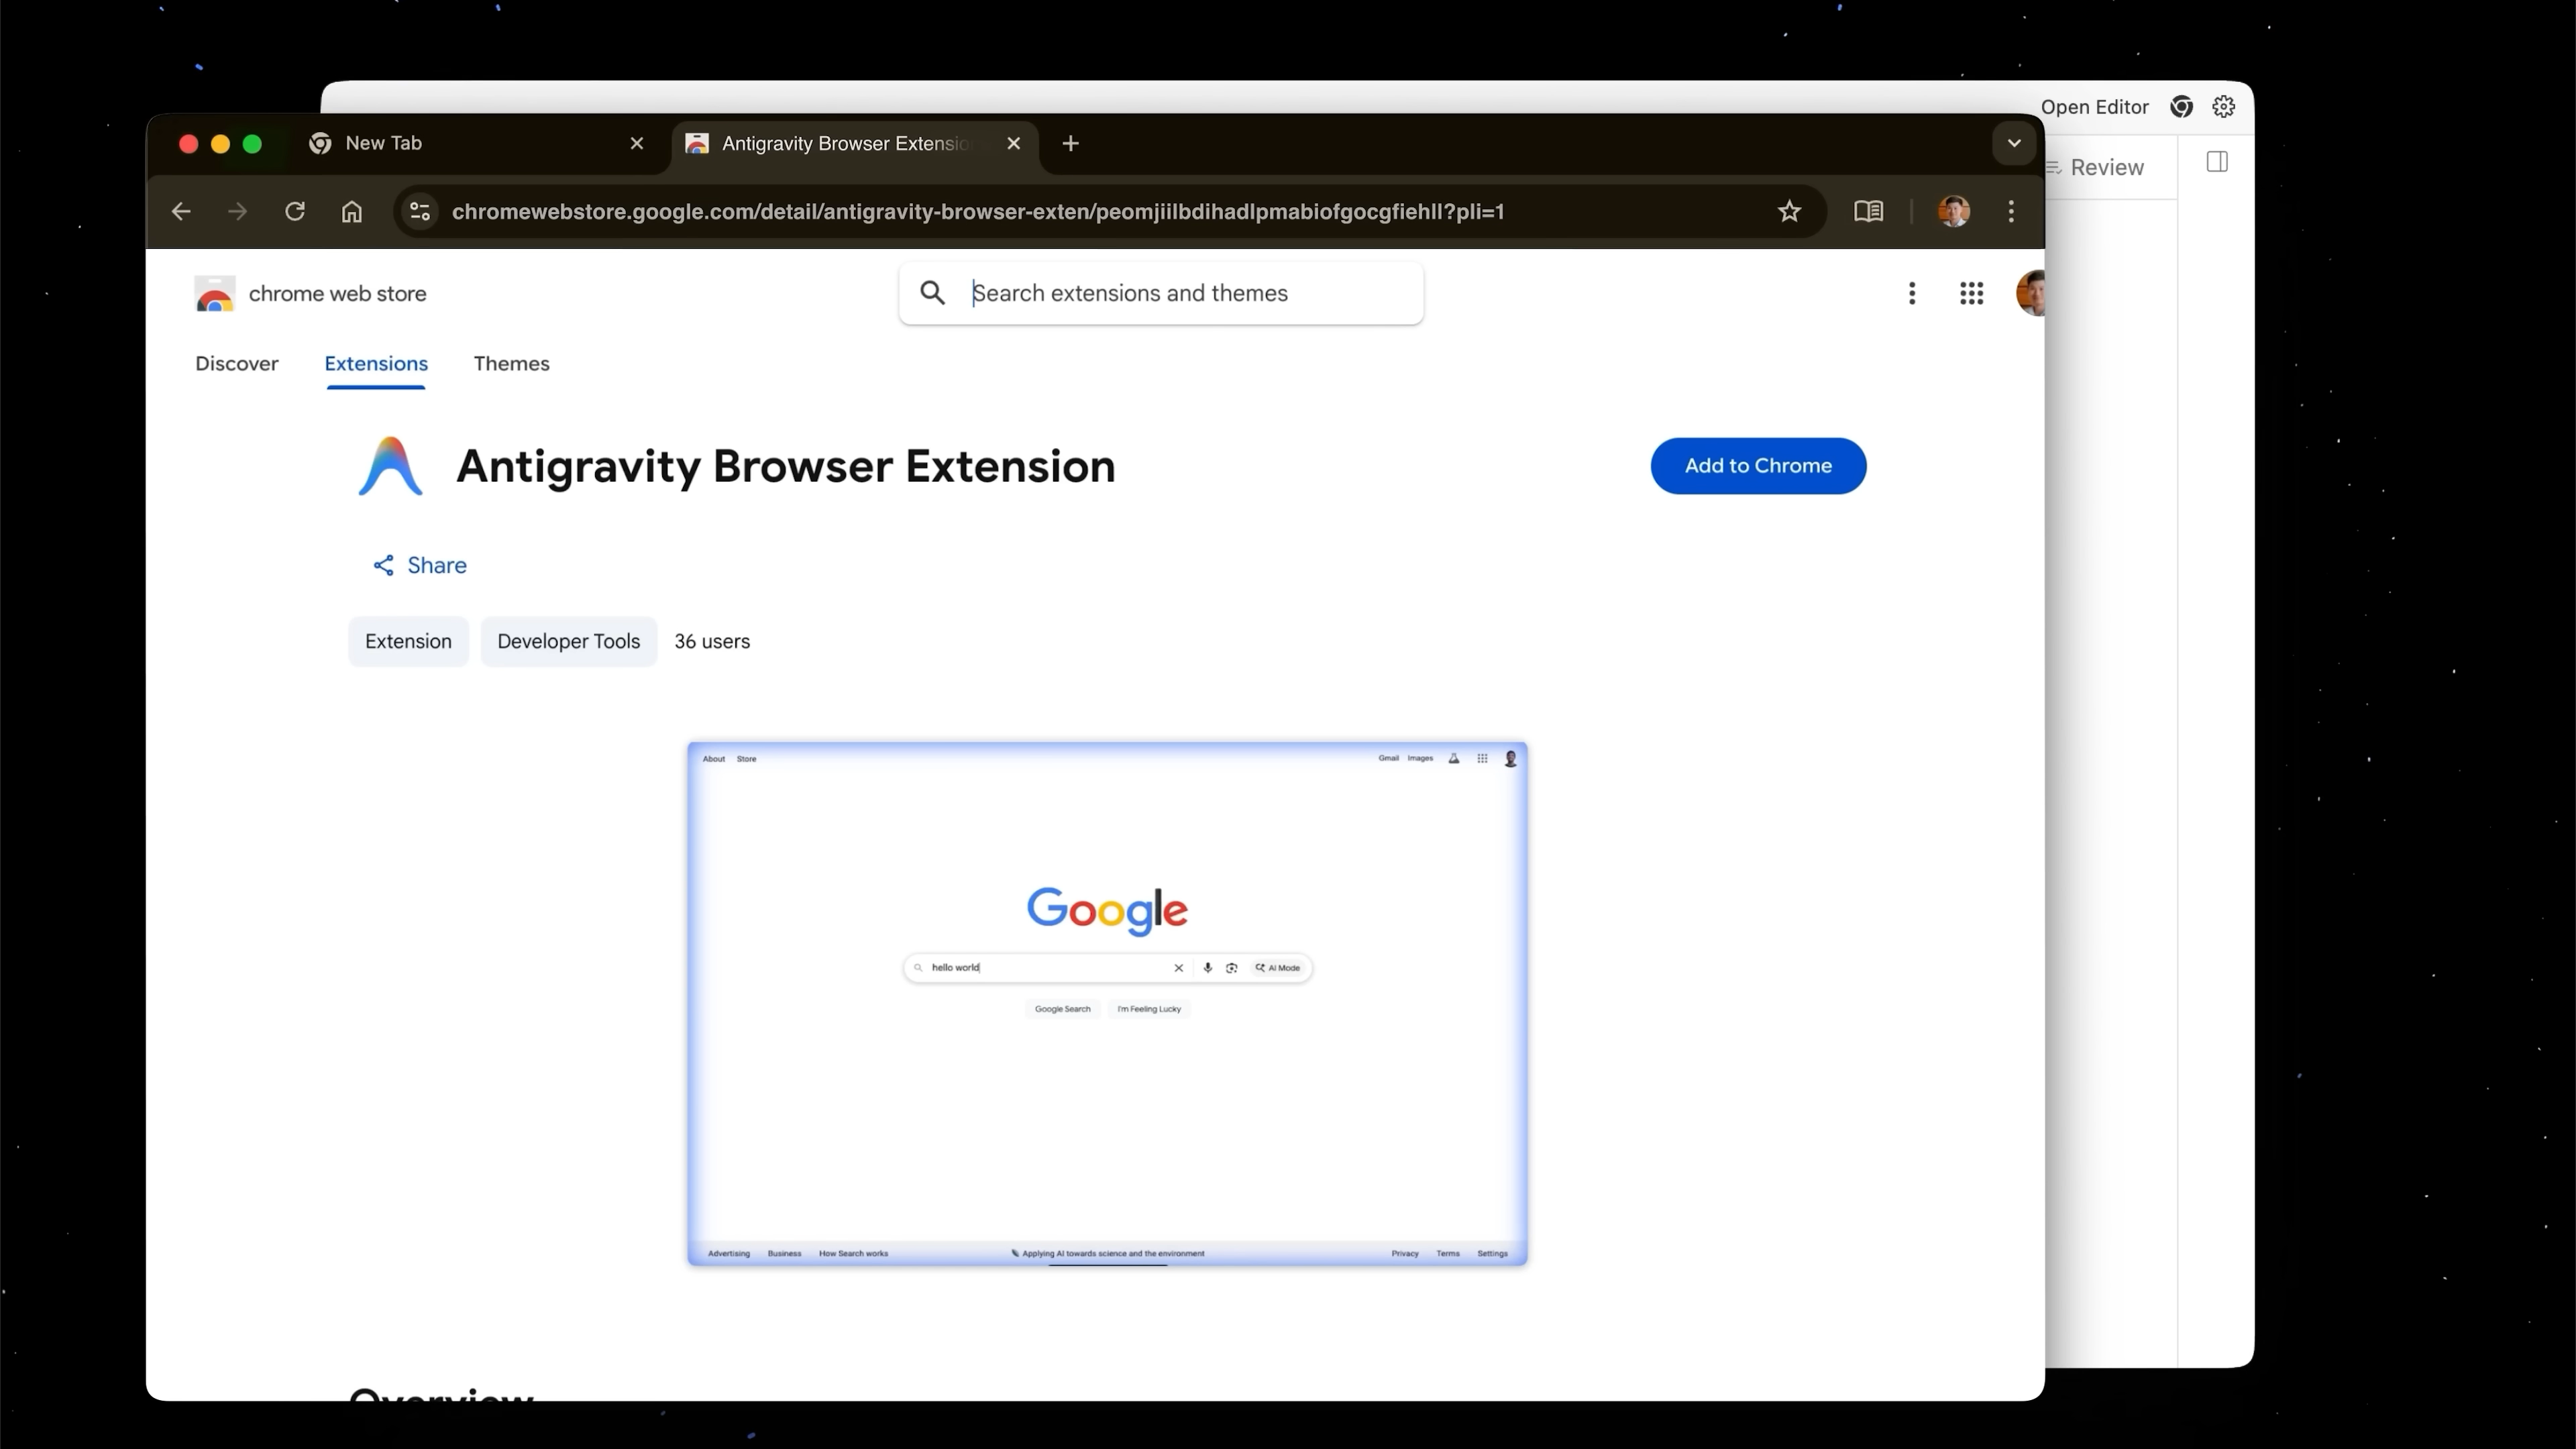 Open Editor
New Tab
Antigravity Browser Extensio
Review
chromewebstore.google.com/detail/antigravity-browser-exten/peomjiilbdihadlpmabiofgocgfiehll?pli=1
chrome web store
Search extensions and themes
Discover Extensions Themes
Antigravity Browser Extension
Add to Chrome
Share
Extension Developer Tools 36 users
About Store Gmail Images
Google
hello world AI Mode
Google Search I'm Feeling Lucky
Advertising Business How Search works Applying AI towards science and the environment Privacy Terms Settings
Overview